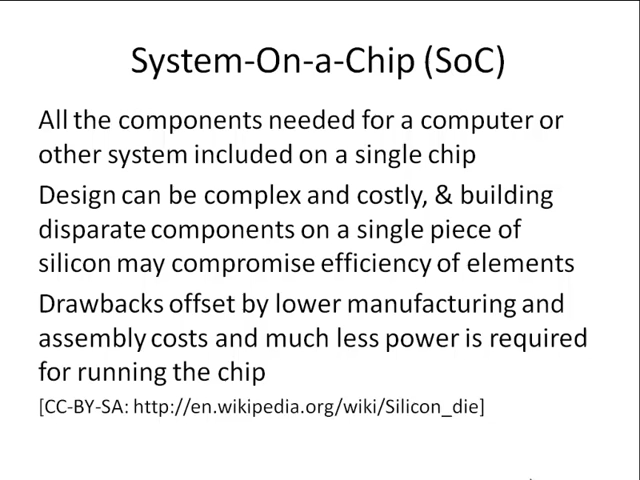 System-On-a-Chip (SoC)
All the components needed for a computer or
other system included on a single chip
Design can be complex and costly, & building
disparate components on a single piece of
silicon may compromise efficiency of elements
Drawbacks offset by lower manufacturing and
assembly costs and much less power is required
for running the chip
[CC-BY-SA: http://en.wikipedia.org/wiki/Silicon_die]